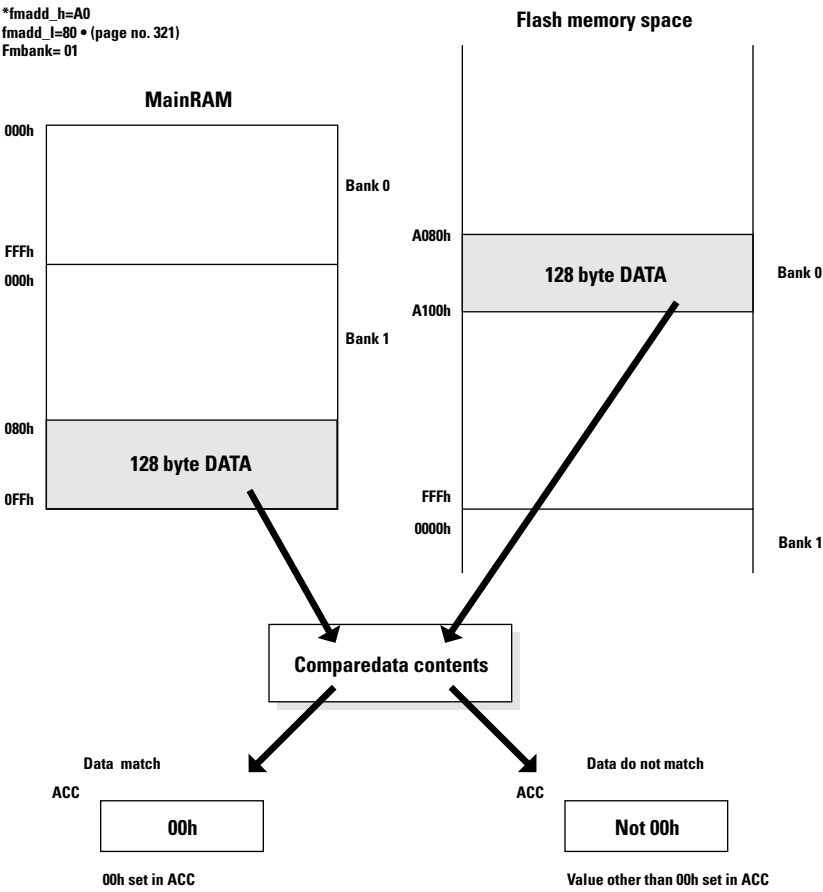 *fmadd_h=A0
fmadd_l=80 • (page no. 321)
Fmbank= 01
Flash memory space
MainRAM
000h
Bank 0
FFFh
000h
Bank 1
080h
128 byte DATA
0FFh
A080h
128 byte DATA
Bank 0
A100h
FFFh
0000h
Bank 1
Comparedata contents
Data match
ACC
00h
00h set in ACC
Data do not match
ACC
Not 00h
Value other than 00h set in ACC